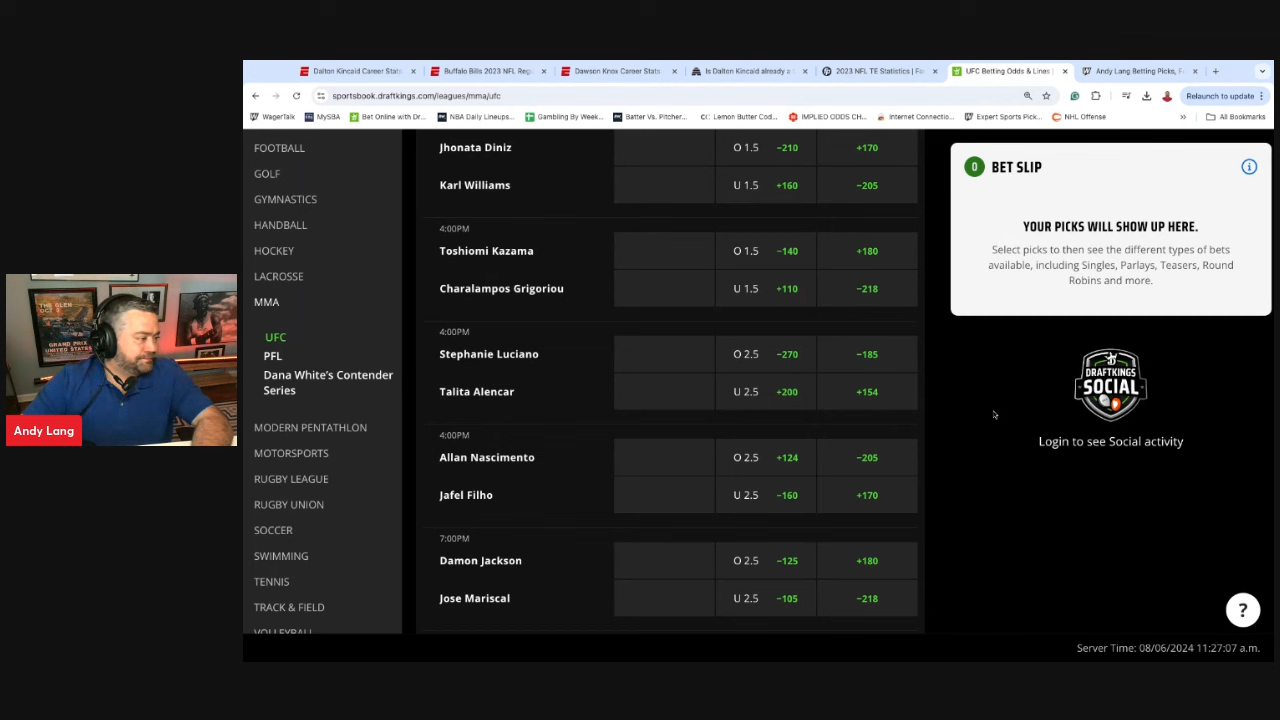 Dalton Kincaid Career Stats
Buffalo Bills 2023 NFL Reg
Dawson Knox Career Stats
Is Dalton Kincaid already a
2023 NFL TE Statistics | Fa
UFC Betting Odds & Lines |
Andy Lang Betting Picks, F
sportsbook.draftkings.com/leagues/mma/ufc
Relaunch to update
WagerTalk
MySBA
Bet Online with Dr...
NBA Daily Lineups...
Gambling By Week...
Batter Vs. Pitcher...
Lemon Butter Cod...
IMPLIED ODDS CH...
Internet Connectio...
Expert Sports Pick...
NHL Offense
»
All Bookmarks
FOOTBALL
GOLF
GYMNASTICS
HANDBALL
HOCKEY
LACROSSE
MMA
UFC
PFL
Dana White's Contender
Series
MODERN PENTATHLON
MOTORSPORTS
RUGBY LEAGUE
RUGBY UNION
SOCCER
SWIMMING
TENNIS
TRACK & FIELD
VOLLEYBALL
Jhonata Diniz O 1.5 −210 +170
Karl Williams U 1.5 +160 −205
4:00PM
Toshiomi Kazama O 1.5 −140 +180
Charalampos Grigoriou U 1.5 +110 −218
4:00PM
Stephanie Luciano O 2.5 −270 −185
Talita Alencar U 2.5 +200 +154
4:00PM
Allan Nascimento O 2.5 +124 −205
Jafel Filho U 2.5 −160 +170
7:00PM
Damon Jackson O 2.5 −125 +180
Jose Mariscal U 2.5 −105 −218
0 BET SLIP
YOUR PICKS WILL SHOW UP HERE.
Select picks to then see the different types of bets
available, including Singles, Parlays, Teasers, Round
Robins and more.
DRAFTKINGS
SOCIAL
Login to see Social activity
?
Server Time: 08/06/2024 11:27:07 a.m.
THE GLEN
OCT 3
GRAND PRIX
UNITED STATES
Andy Lang